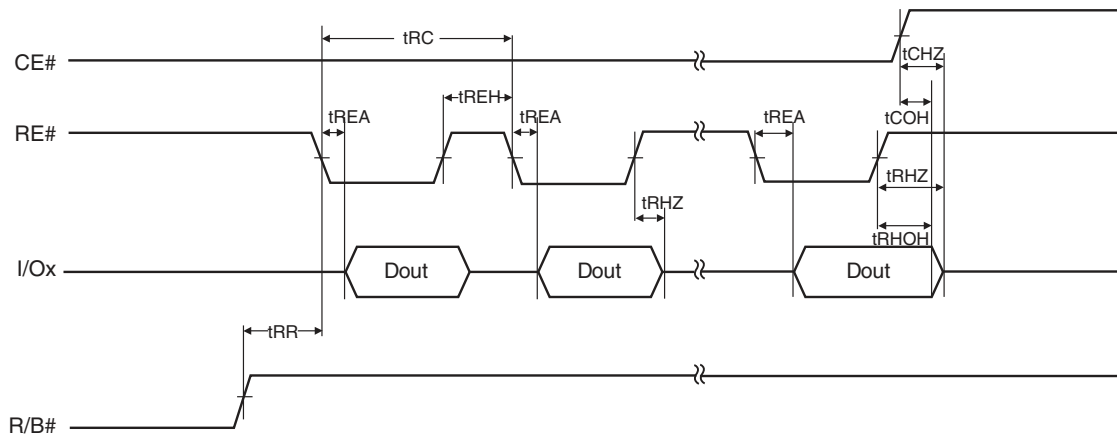 tRC
tCHZ
CE#
tREH
tREA
tREA
tREA
tCOH
RE#
tRHZ
tRHZ
tRHOH
I/Ox
Dout
Dout
Dout
tRR
R/B#